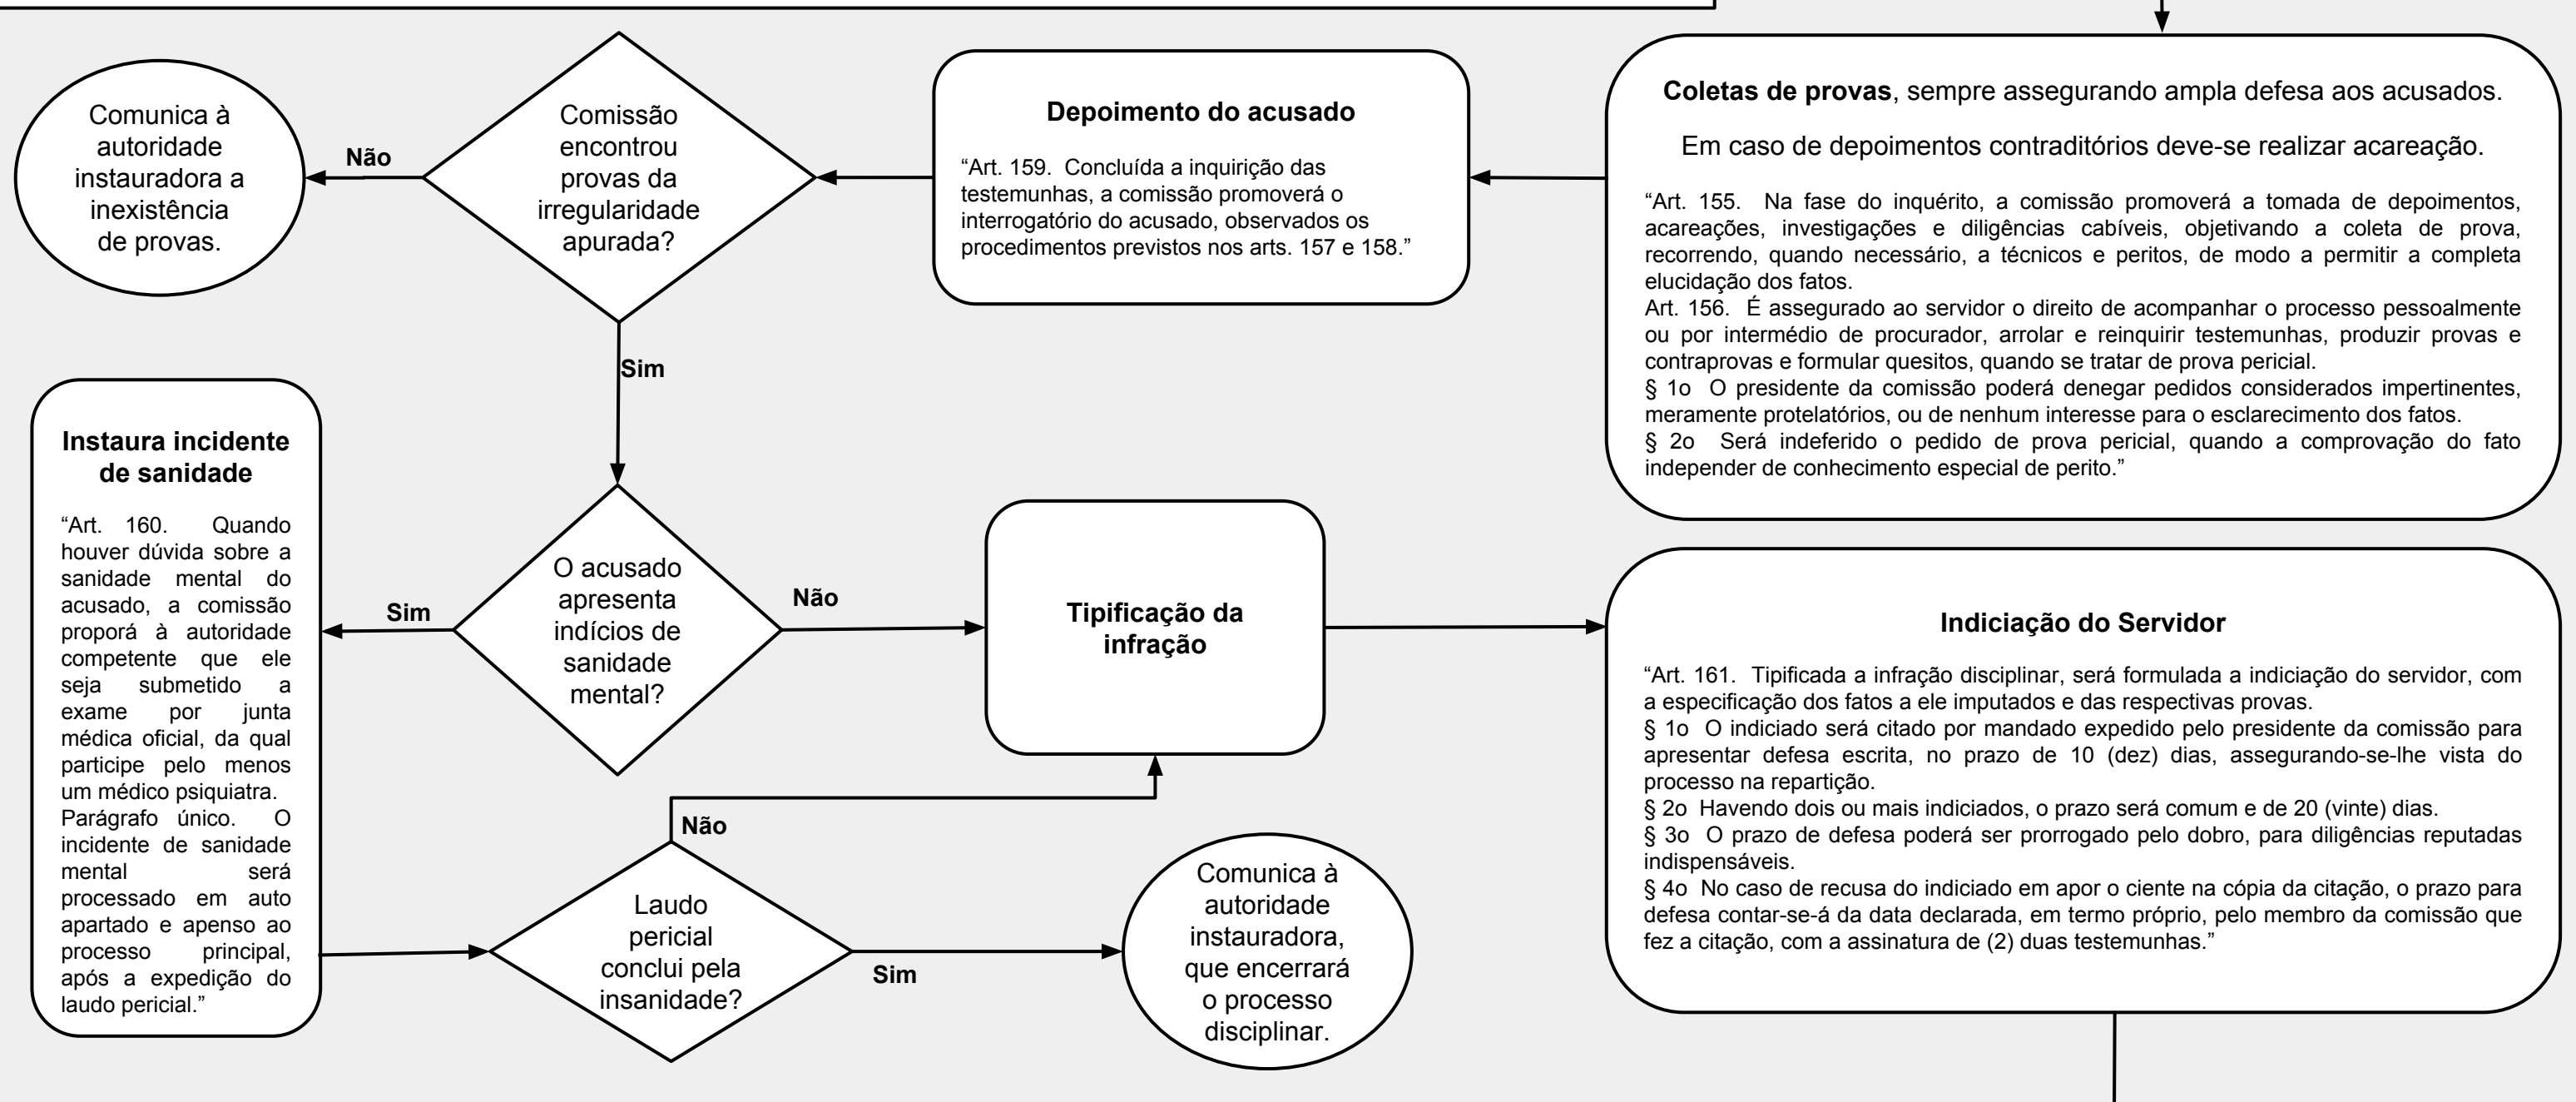 Coletas de provas, sempre assegurando ampla defesa aos acusados.
Em caso de depoimentos contraditórios deve-se realizar acareação.
“Art. 155. Na fase do inquérito, a comissão promoverá a tomada de depoimentos,
acareações, investigações e diligências cabíveis, objetivando a coleta de prova,
recorrendo, quando necessário, a técnicos e peritos, de modo a permitir a completa
elucidação dos fatos.
Art. 156. É assegurado ao servidor o direito de acompanhar o processo pessoalmente
ou por intermédio de procurador, arrolar e reinquirir testemunhas, produzir provas e
contraprovas e formular quesitos, quando se tratar de prova pericial.
§ 1o O presidente da comissão poderá denegar pedidos considerados impertinentes,
meramente protelatórios, ou de nenhum interesse para o esclarecimento dos fatos.
§ 2o Será indeferido o pedido de prova pericial, quando a comprovação do fato
independer de conhecimento especial de perito.”
Depoimento do acusado
“Art. 159. Concluída a inquirição das
testemunhas, a comissão promoverá o
interrogatório do acusado, observados os
procedimentos previstos nos arts. 157 e 158.”
Comissão
encontrou
provas da
irregularidade
apurada?
Não
Comunica à
autoridade
instauradora a
inexistência
de provas.
Sim
O acusado
apresenta
indícios de
sanidade
mental?
Sim
Instaura incidente
de sanidade
“Art. 160. Quando
houver dúvida sobre a
sanidade mental do
acusado, a comissão
proporá à autoridade
competente que ele
seja submetido a
exame por junta
médica oficial, da qual
participe pelo menos
um médico psiquiatra.
Parágrafo único. O
incidente de sanidade
mental será
processado em auto
apartado e apenso ao
processo principal,
após a expedição do
laudo pericial.”
Não
Tipificação da
infração
Laudo
pericial
conclui pela
insanidade?
Não
Sim
Comunica à
autoridade
instauradora,
que encerrará
o processo
disciplinar.
Indiciação do Servidor
“Art. 161. Tipificada a infração disciplinar, será formulada a indiciação do servidor, com
a especificação dos fatos a ele imputados e das respectivas provas.
§ 1o O indiciado será citado por mandado expedido pelo presidente da comissão para
apresentar defesa escrita, no prazo de 10 (dez) dias, assegurando-se-lhe vista do
processo na repartição.
§ 2o Havendo dois ou mais indiciados, o prazo será comum e de 20 (vinte) dias.
§ 3o O prazo de defesa poderá ser prorrogado pelo dobro, para diligências reputadas
indispensáveis.
§ 4o No caso de recusa do indiciado em apor o ciente na cópia da citação, o prazo para
defesa contar-se-á da data declarada, em termo próprio, pelo membro da comissão que
fez a citação, com a assinatura de (2) duas testemunhas.”